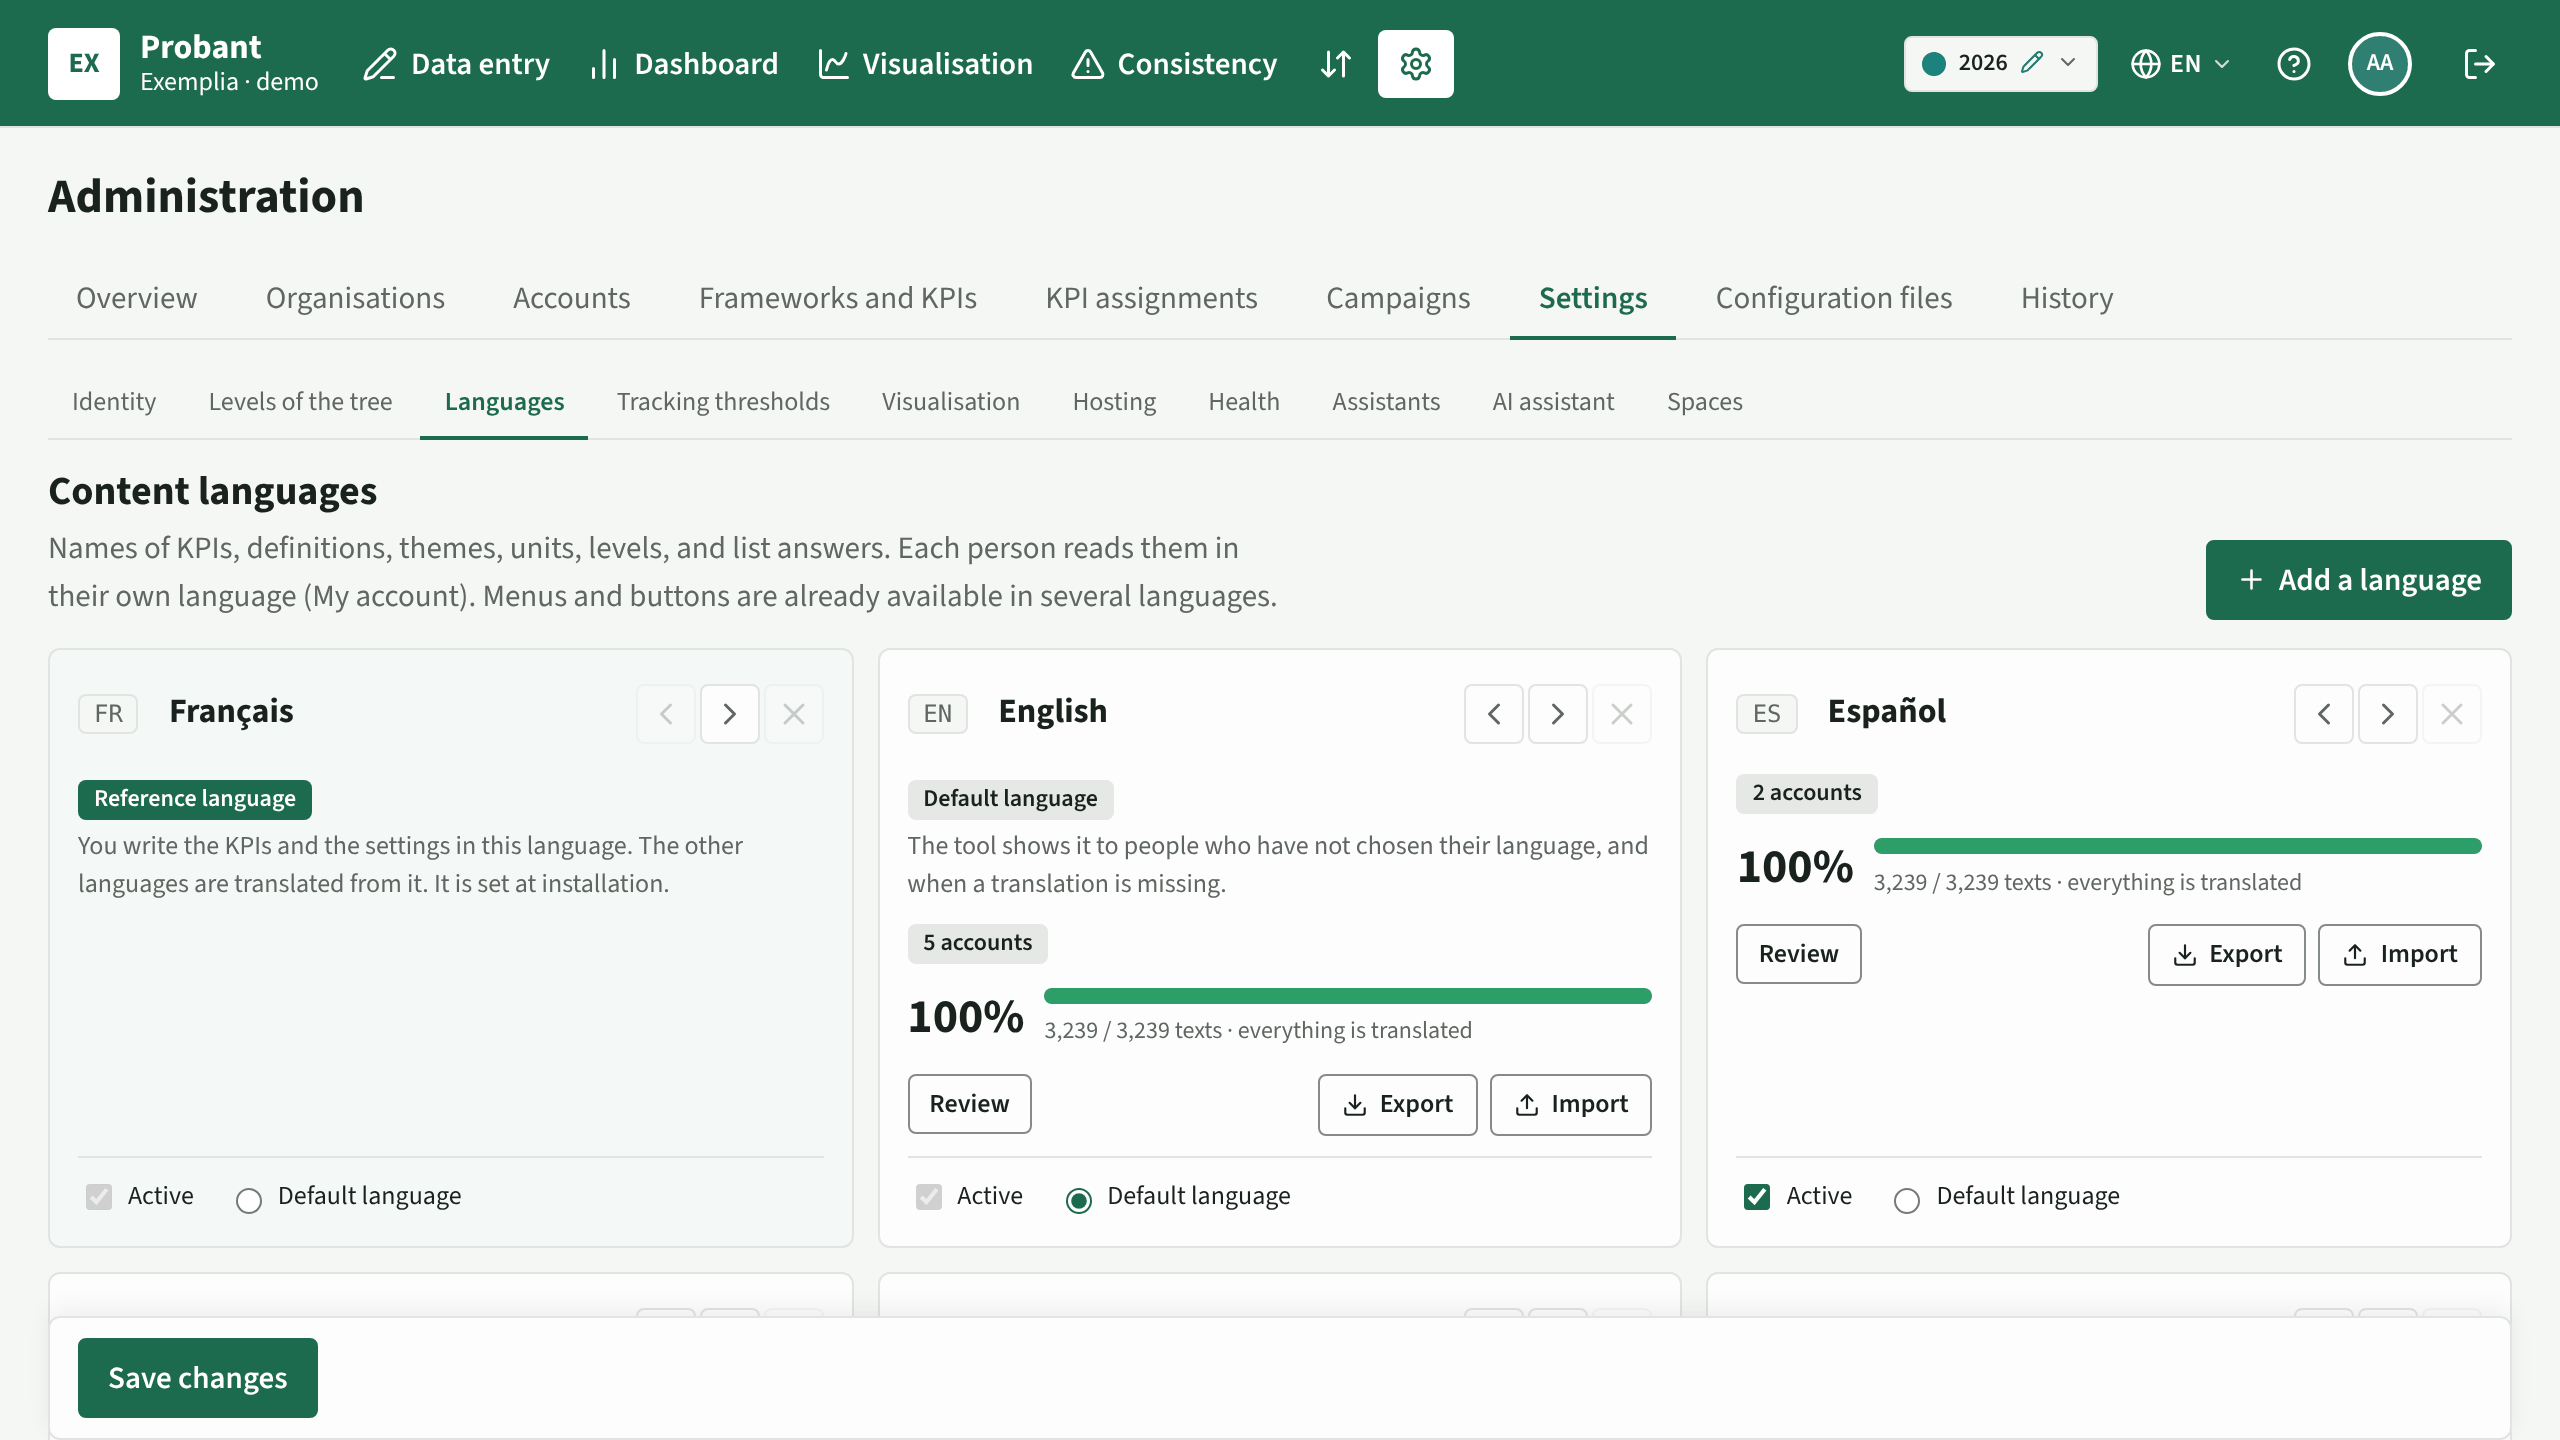 EX
Probant
Exemplia · demo
Data entry
Dashboard
Visualisation
Consistency
2026
EN
AA
Administration
Overview
Organisations
Accounts
Frameworks and KPIs
KPI assignments
Campaigns
Settings
Configuration files
History
Identity
Levels of the tree
Languages
Tracking thresholds
Visualisation
Hosting
Health
Assistants
AI assistant
Spaces
Content languages
Names of KPIs, definitions, themes, units, levels, and list answers. Each person reads them in
their own language (My account). Menus and buttons are already available in several languages.
Add a language
FR
Français
Reference language
You write the KPIs and the settings in this language. The other
languages are translated from it. It is set at installation.
Active
Default language
EN
English
Default language
The tool shows it to people who have not chosen their language, and
when a translation is missing.
5 accounts
100%
3,239 / 3,239 texts · everything is translated
Review
Export
Import
Active
Default language
ES
Español
2 accounts
100%
3,239 / 3,239 texts · everything is translated
Review
Export
Import
Active
Default language
Save changes